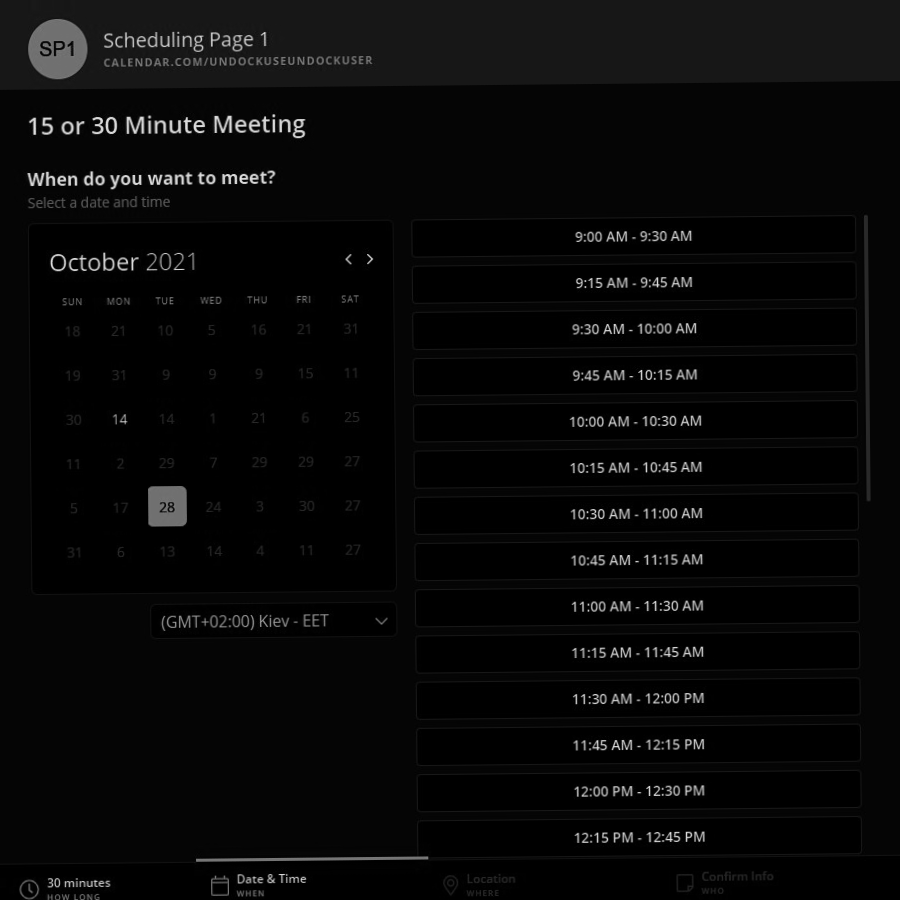 SP1
Scheduling Page 1
CALENDAR.COM/UNDOCKUSEUNDOCKUSER
15 or 30 Minute Meeting
When do you want to meet?
Select a date and time
October 2021
SUN MON TUE WED THU FRI SAT
18 21 10 5 16 21 31
19 31 9 9 9 15 11
30 14 14 1 21 6 25
11 2 29 7 29 29 27
5 17 28 24 3 30 27
31 6 13 14 4 11 27
(GMT+02:00) Kiev - EET
9:00 AM - 9:30 AM
9:15 AM - 9:45 AM
9:30 AM - 10:00 AM
9:45 AM - 10:15 AM
10:00 AM - 10:30 AM
10:15 AM - 10:45 AM
10:30 AM - 11:00 AM
10:45 AM - 11:15 AM
11:00 AM - 11:30 AM
11:15 AM - 11:45 AM
11:30 AM - 12:00 PM
11:45 AM - 12:15 PM
12:00 PM - 12:30 PM
12:15 PM - 12:45 PM
30 minutes
HOW LONG
Date & Time
WHEN
Location
WHERE
Confirm Info
WHO